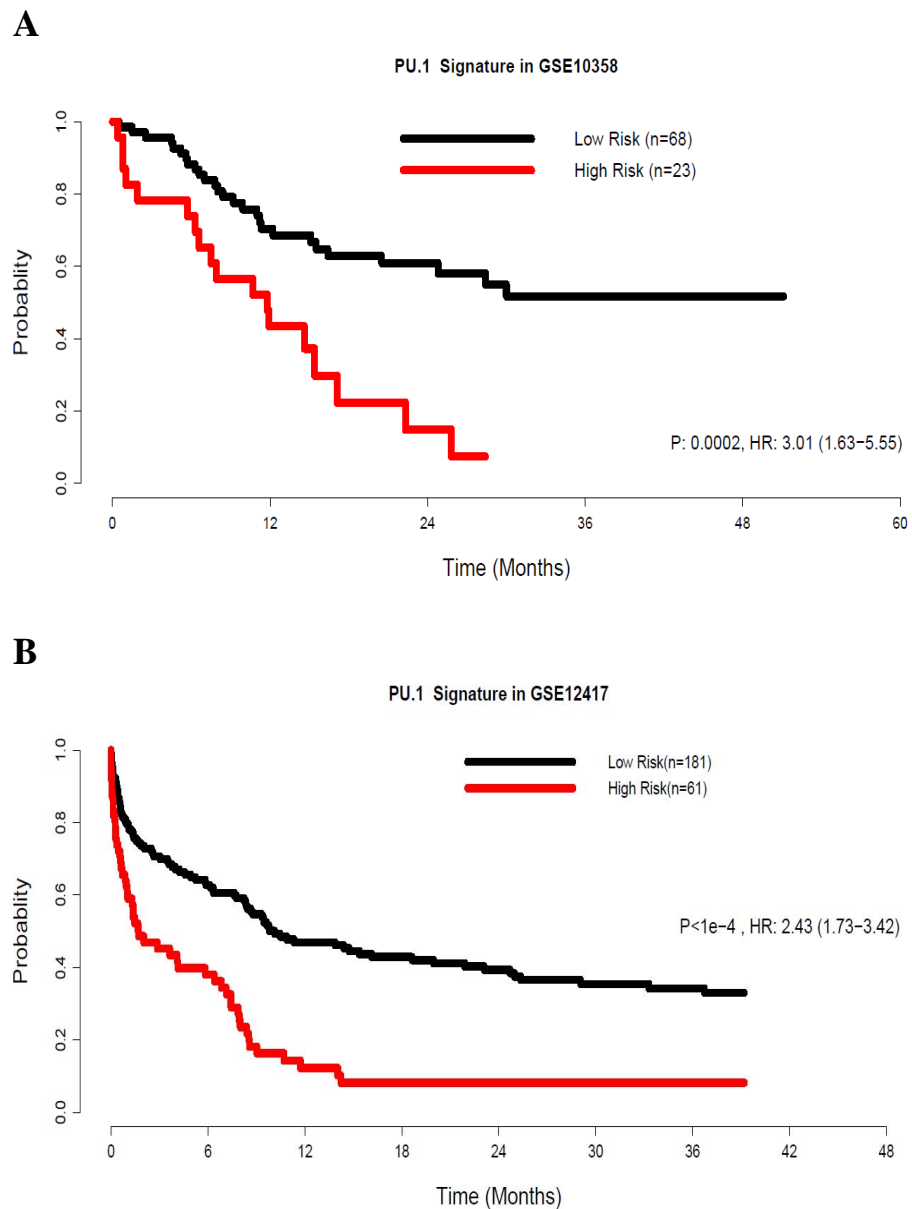 A
PU.1 Signature in GSE10358
Low Risk (n=68)
High Risk (n=23)
Probablity
1.0
0.8
0.6
0.4
0.2
0.0
P: 0.0002, HR: 3.01 (1.63−5.55)
0 12 24 36 48 60
Time (Months)
B
PU.1 Signature in GSE12417
Low Risk(n=181)
High Risk(n=61)
Probablity
1.0
0.8
0.6
0.4
0.2
0.0
P<1e−4 , HR: 2.43 (1.73−3.42)
0 6 12 18 24 30 36 42 48
Time (Months)